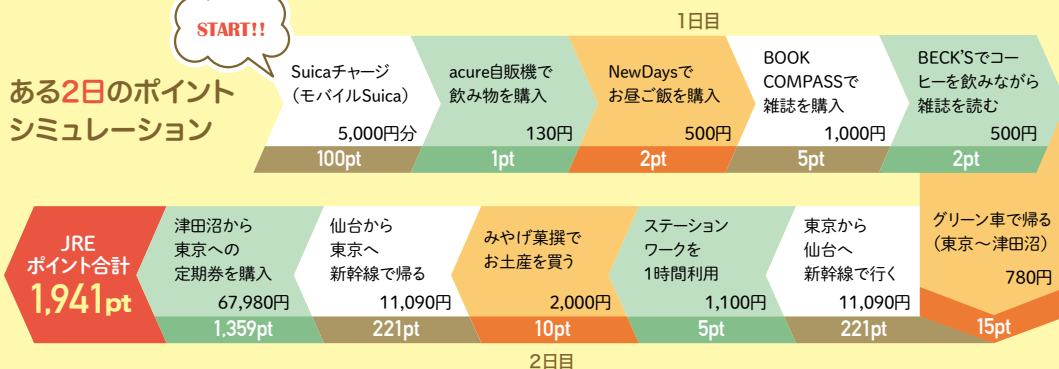 START!!
ある2日のポイント
シミュレーション
1日目
Suicaチャージ
(モバイルSuica)
5,000円分
100pt
acure自販機で
飲み物を購入
130円
1pt
NewDaysで
お昼ご飯を購入
500円
2pt
BOOK
COMPASSで
雑誌を購入
1,000円
5pt
BECK'Sでコー
ヒーを飲みながら
雑誌を読む
500円
2pt
グリーン車で帰る
(東京～津田沼)
780円
15pt
東京から
仙台へ
新幹線で行く
11,090円
221pt
ステーション
ワークを
1時間利用
1,100円
5pt
みやげ菓撰で
お土産を買う
2,000円
10pt
仙台から
東京へ
新幹線で帰る
11,090円
221pt
津田沼から
東京への
定期券を購入
67,980円
1,359pt
JRE
ポイント合計
1,941pt
2日目